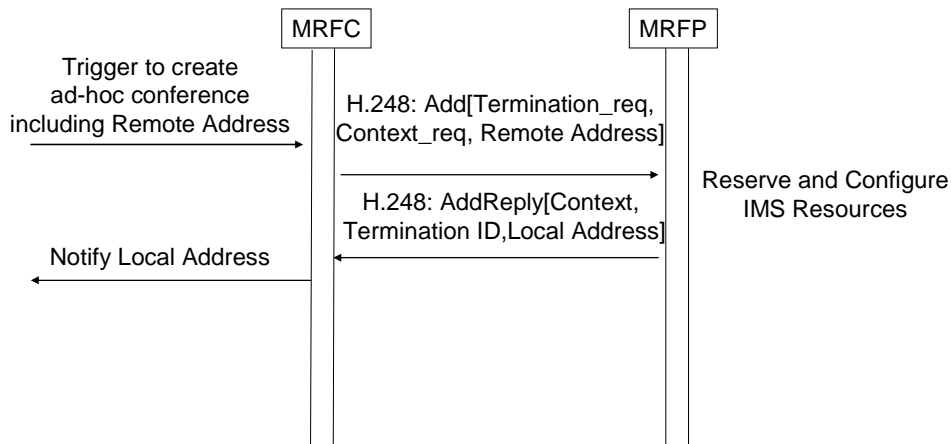 MRFC
MRFP
Trigger to create
ad-hoc conference
including Remote Address
H.248: Add[Termination_req,
Context_req, Remote Address]
Reserve and Configure
IMS Resources
H.248: AddReply[Context,
Termination ID,Local Address]
Notify Local Address